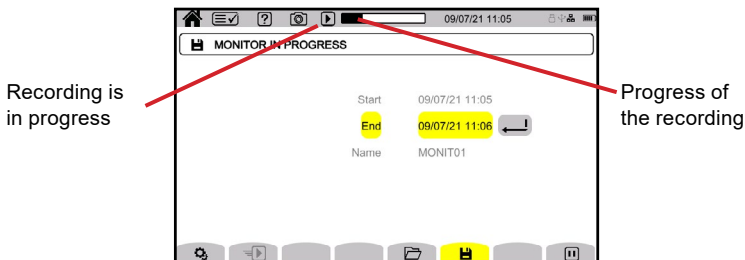 ? 09/07/21 11:05
MONITOR IN PROGRESS
Recording is
in progress
Progress of
the recording
Start 09/07/21 11:05
End 09/07/21 11:06
Name MONIT01